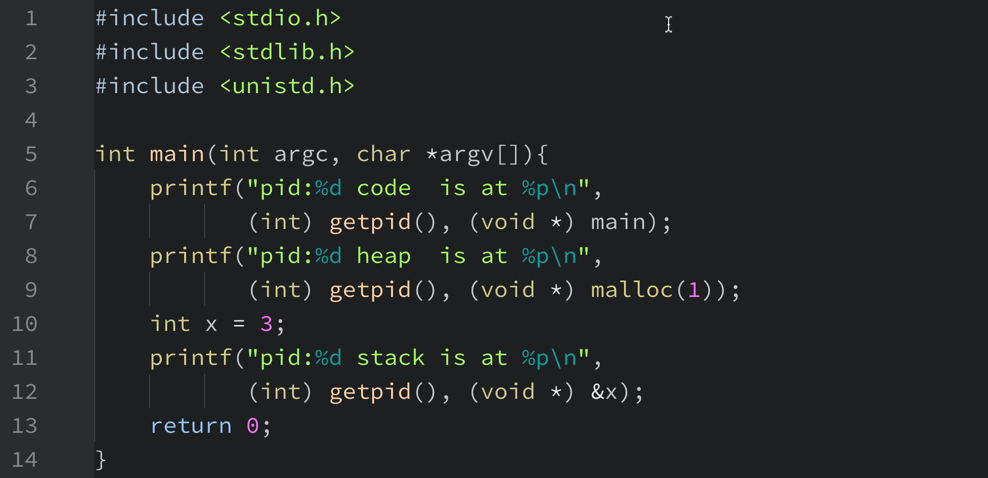 1 #include <stdio.h>
2 #include <stdlib.h>
3 #include <unistd.h>
4
5 int main(int argc, char *argv[]){
6     printf("pid:%d code  is at %p\n",
7            (int) getpid(), (void *) main);
8     printf("pid:%d heap  is at %p\n",
9            (int) getpid(), (void *) malloc(1));
10     int x = 3;
11     printf("pid:%d stack is at %p\n",
12            (int) getpid(), (void *) &x);
13     return 0;
14 }